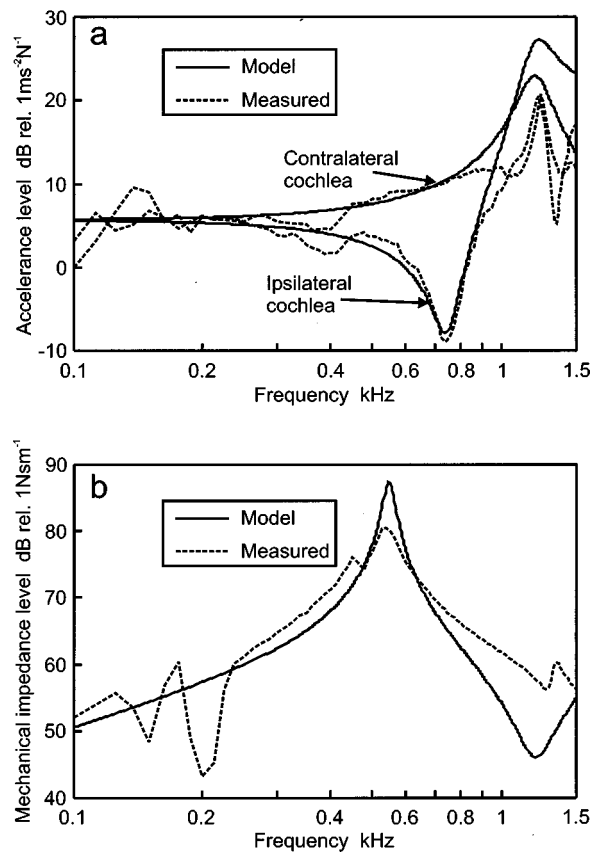 a
Accelerance level dB rel. 1ms⁻²N⁻¹
30
20
10
0
-10
Model
Measured
Contralateral
cochlea
Ipsilateral
cochlea
0.1 0.2 0.4 0.6 0.8 1 1.5
Frequency kHz
b
Mechanical impedance level dB rel. 1Nsm⁻¹
90
80
70
60
50
40
Model
Measured
0.1 0.2 0.4 0.6 0.8 1 1.5
Frequency kHz